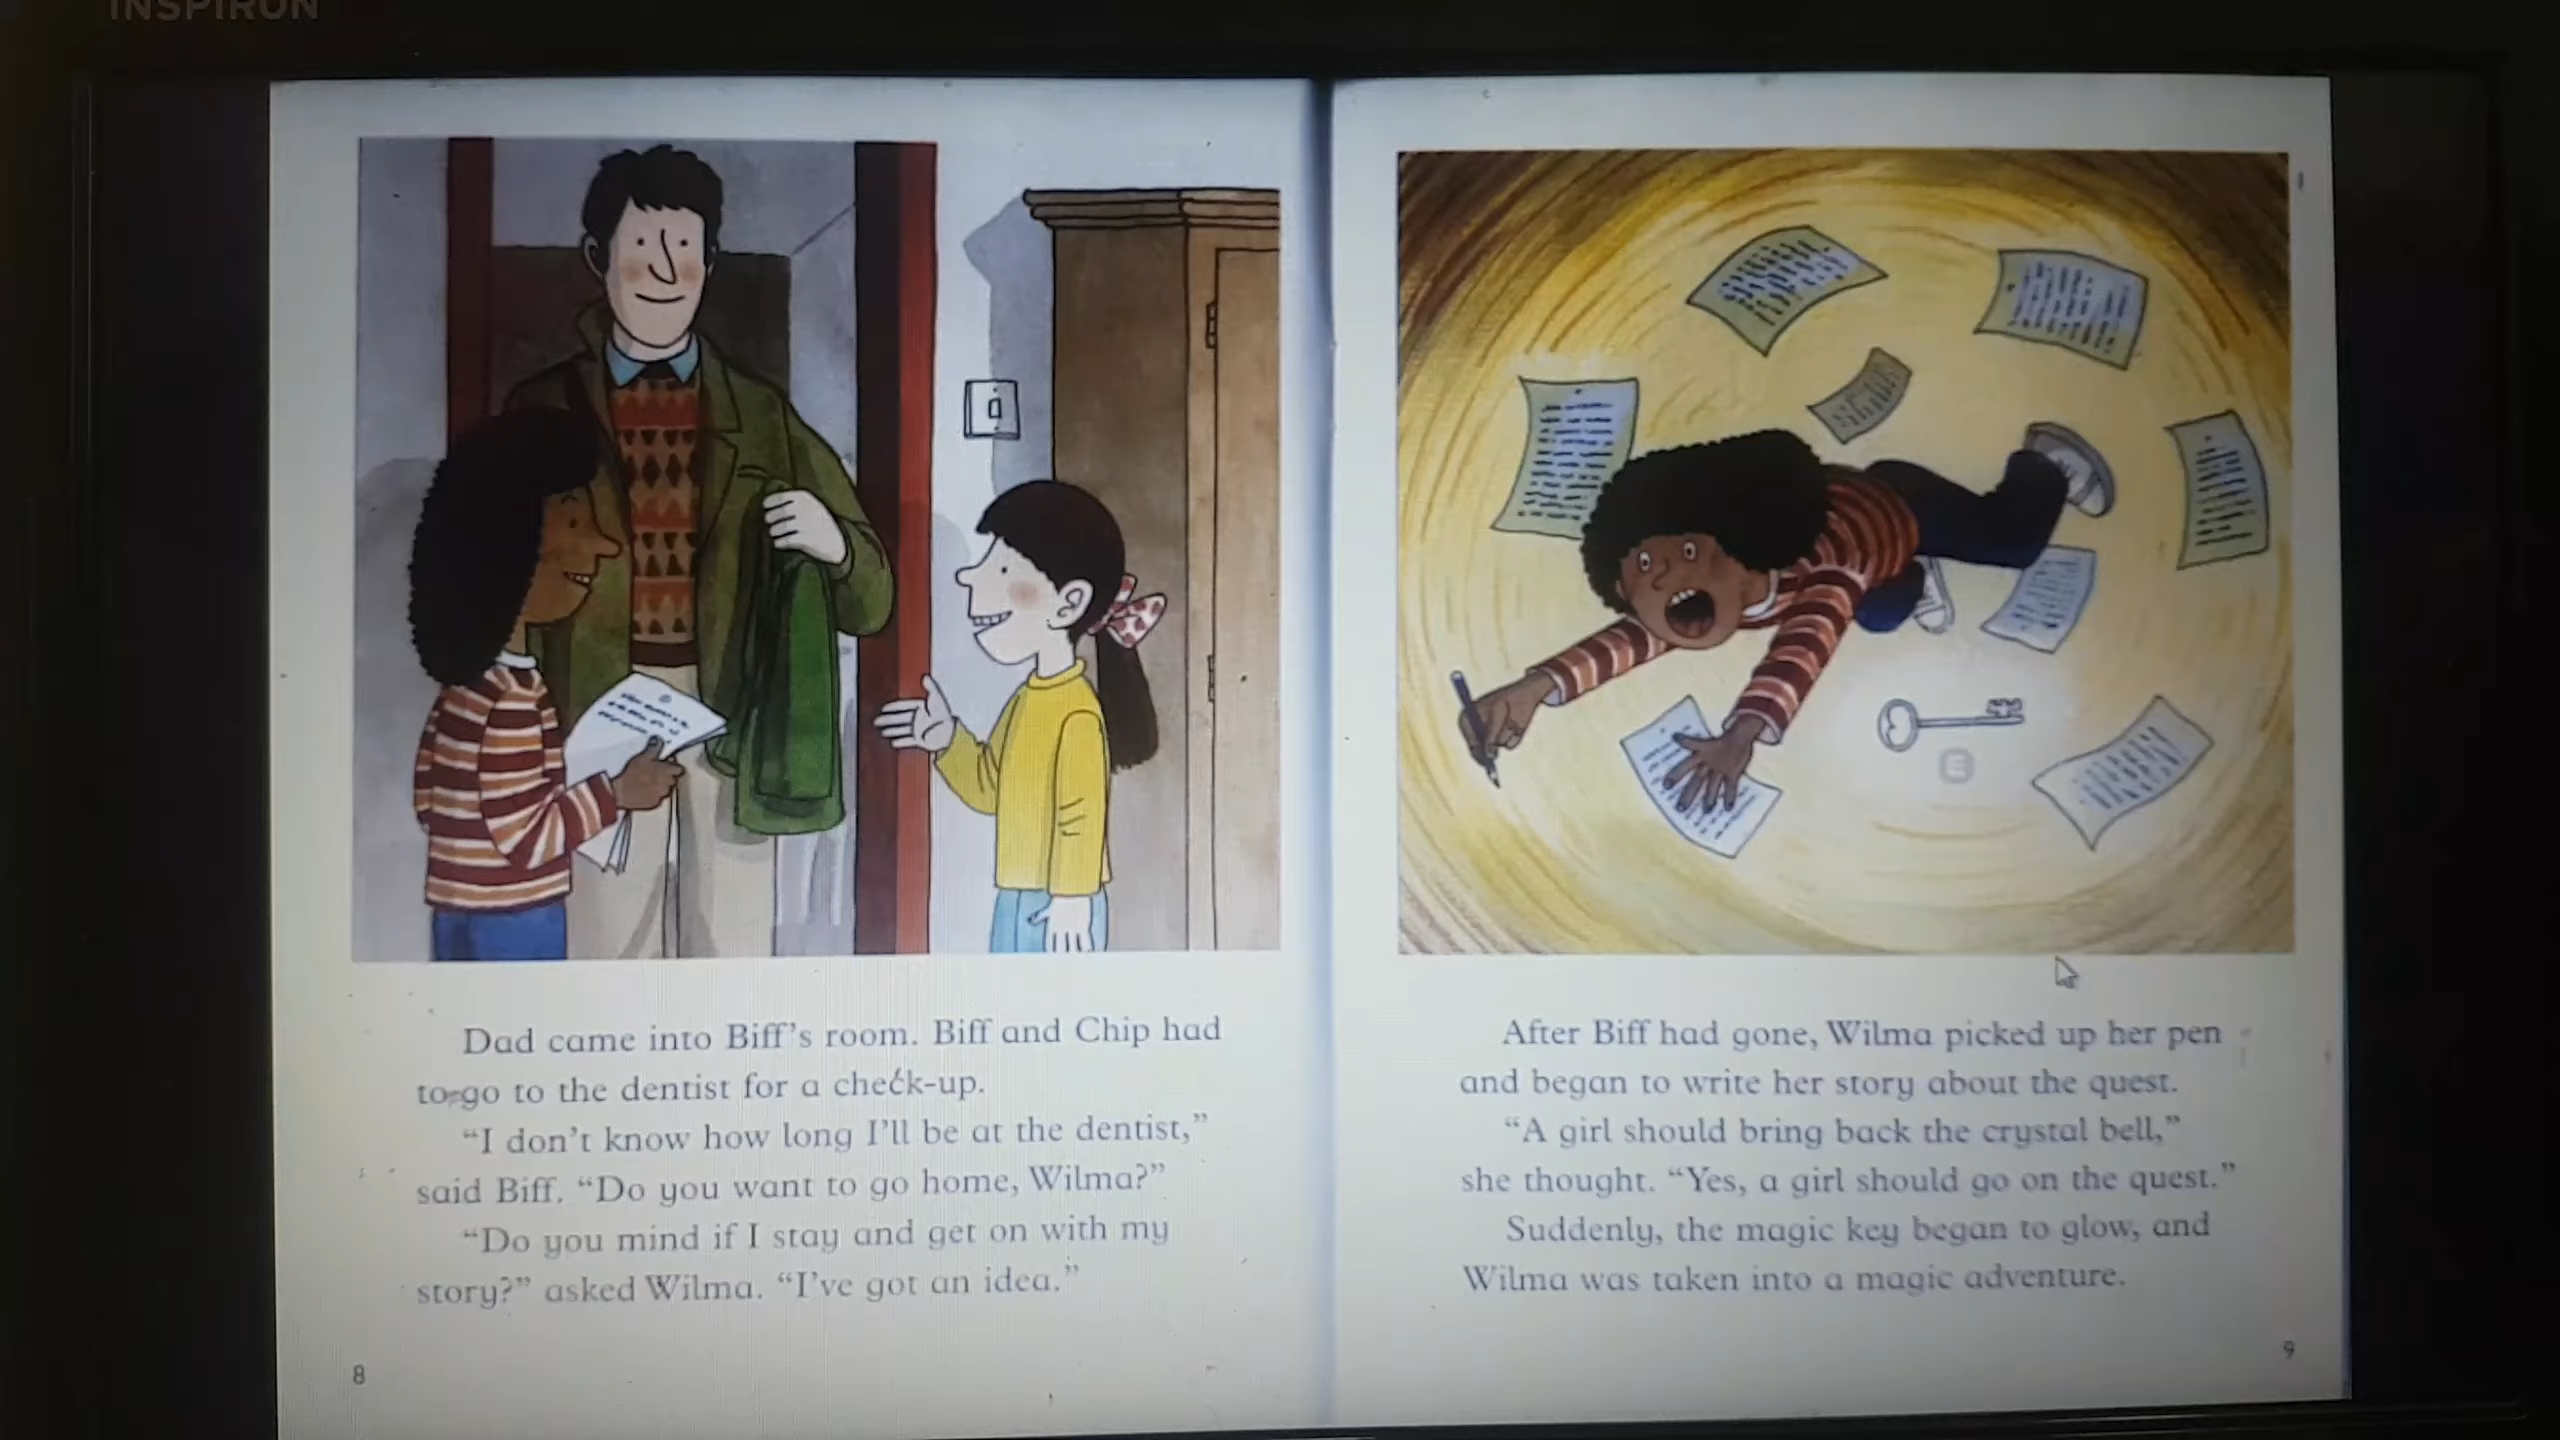 INSPIRON
Dad came into Biff's room. Biff and Chip had
to go to the dentist for a check-up.
“I don't know how long I'll be at the dentist,”
said Biff. “Do you want to go home, Wilma?”
“Do you mind if I stay and get on with my
story?” asked Wilma. “I've got an idea.”
8
After Biff had gone, Wilma picked up her pen
and began to write her story about the quest.
“A girl should bring back the crystal bell,”
she thought. “Yes, a girl should go on the quest.”
Suddenly, the magic key began to glow, and
Wilma was taken into a magic adventure.
9